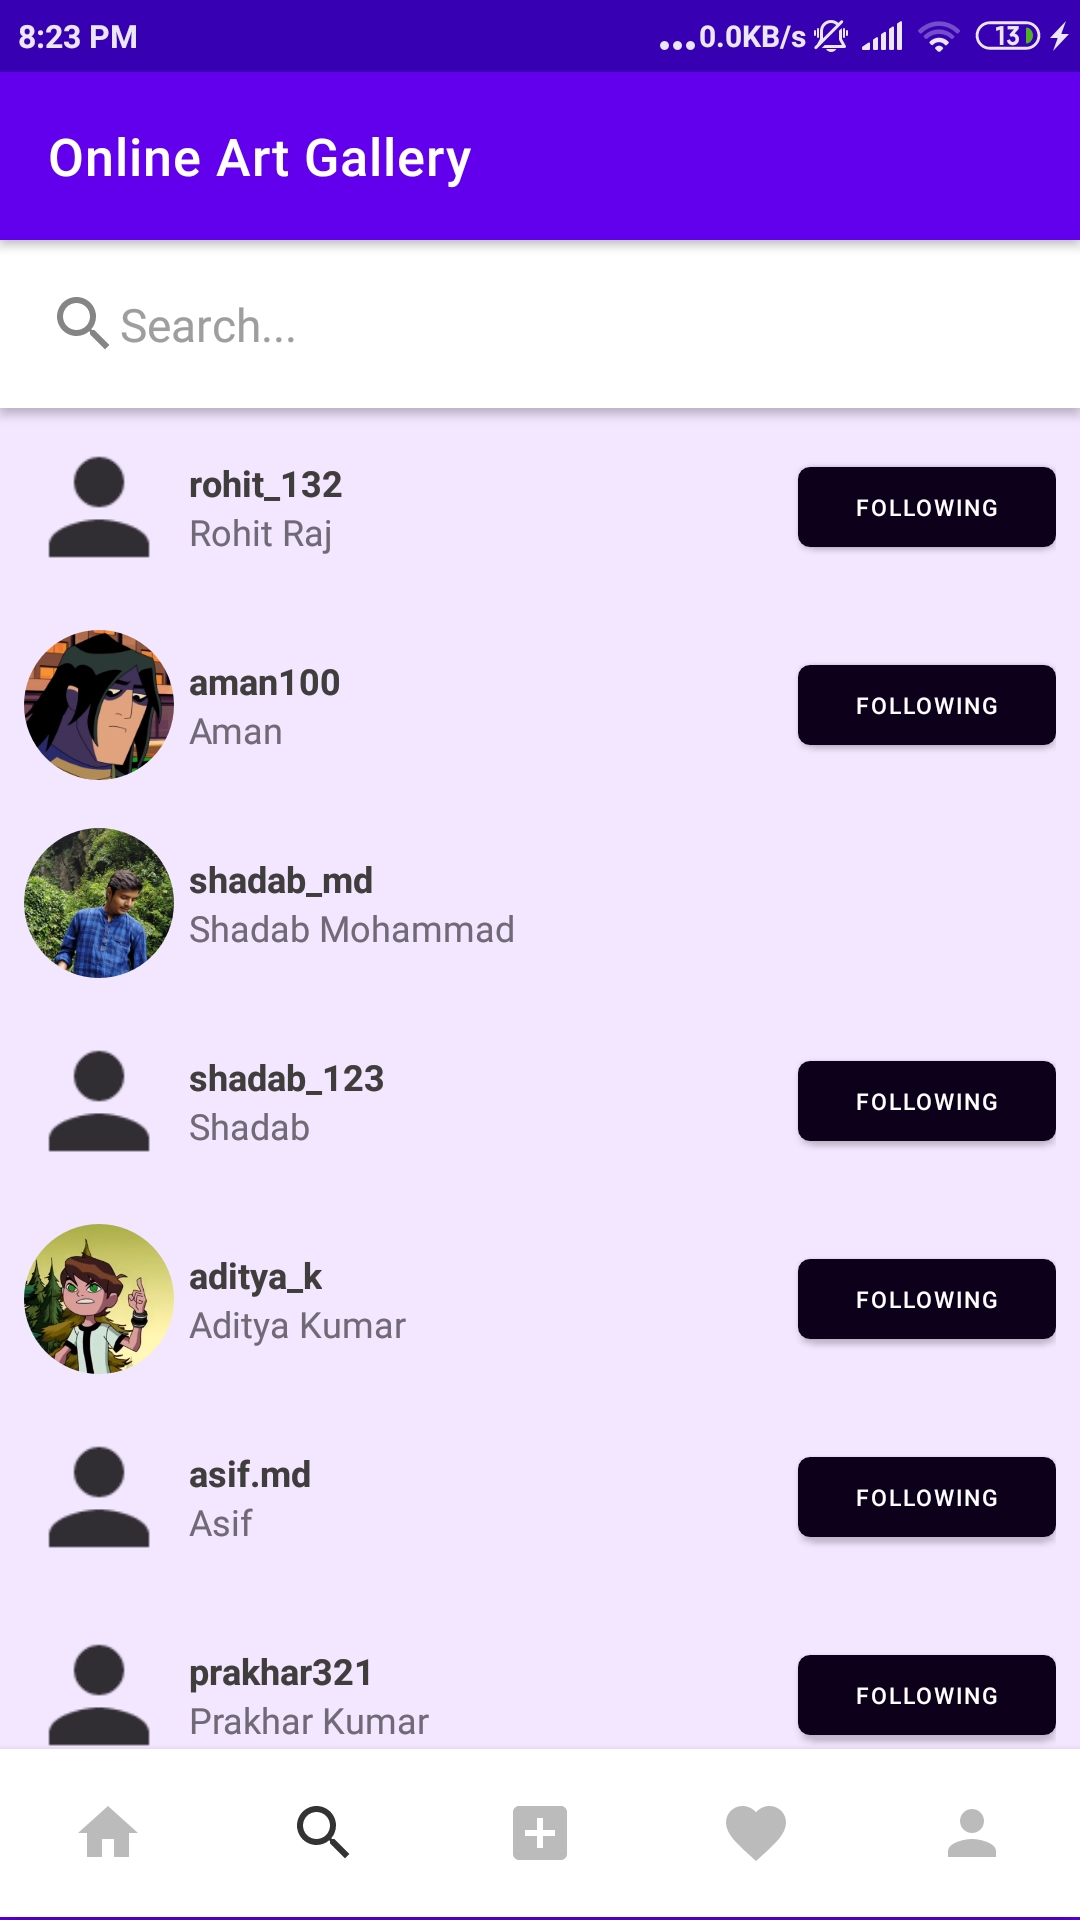 8:23 PM ...0.0KB/s 13
Online Art Gallery
Search...
rohit_132
Rohit Raj
FOLLOWING
aman100
Aman
FOLLOWING
shadab_md
Shadab Mohammad
shadab_123
Shadab
FOLLOWING
aditya_k
Aditya Kumar
FOLLOWING
asif.md
Asif
FOLLOWING
prakhar321
Prakhar Kumar
FOLLOWING